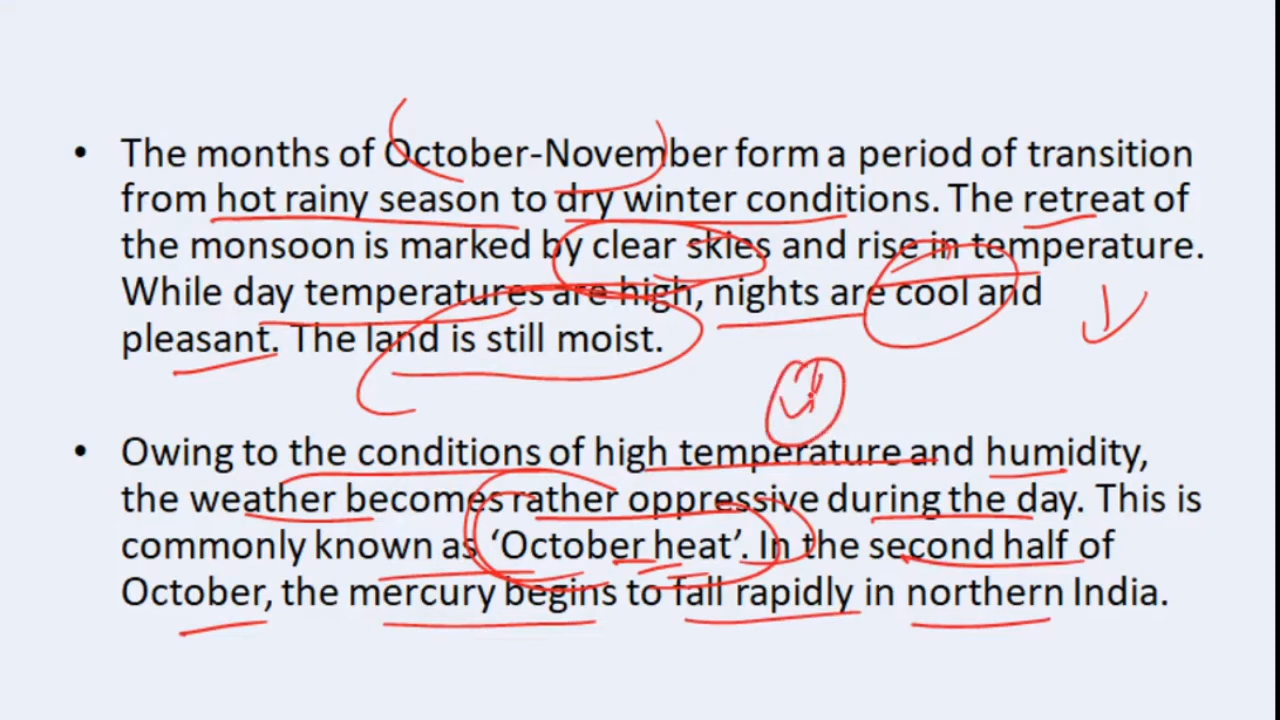 • The months of October-November form a period of transition
from hot rainy season to dry winter conditions. The retreat of
the monsoon is marked by clear skies and rise in temperature.
While day temperatures are high, nights are cool and
pleasant. The land is still moist.
• Owing to the conditions of high temperature and humidity,
the weather becomes rather oppressive during the day. This is
commonly known as ‘October heat’. In the second half of
October, the mercury begins to fall rapidly in northern India.